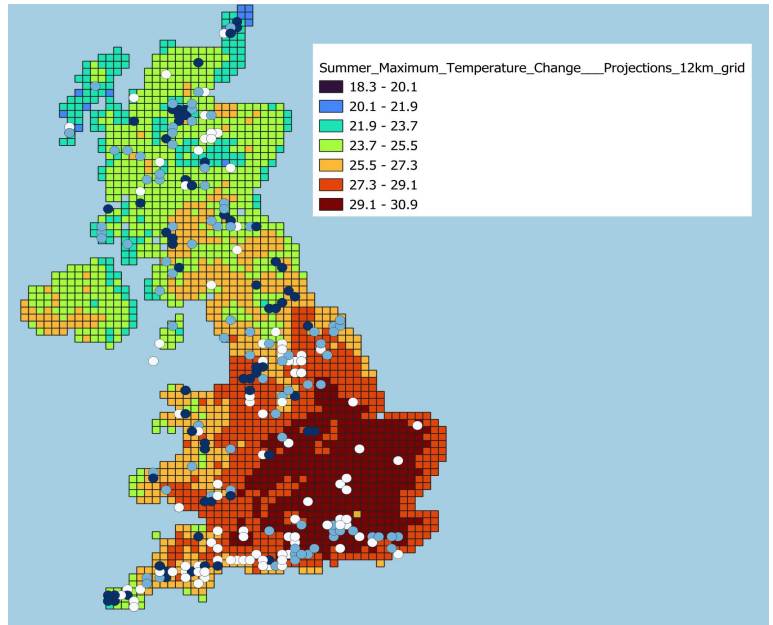 Summer_Maximum_Temperature_Change___Projections_12km_grid
18.3 - 20.1
20.1 - 21.9
21.9 - 23.7
23.7 - 25.5
25.5 - 27.3
27.3 - 29.1
29.1 - 30.9